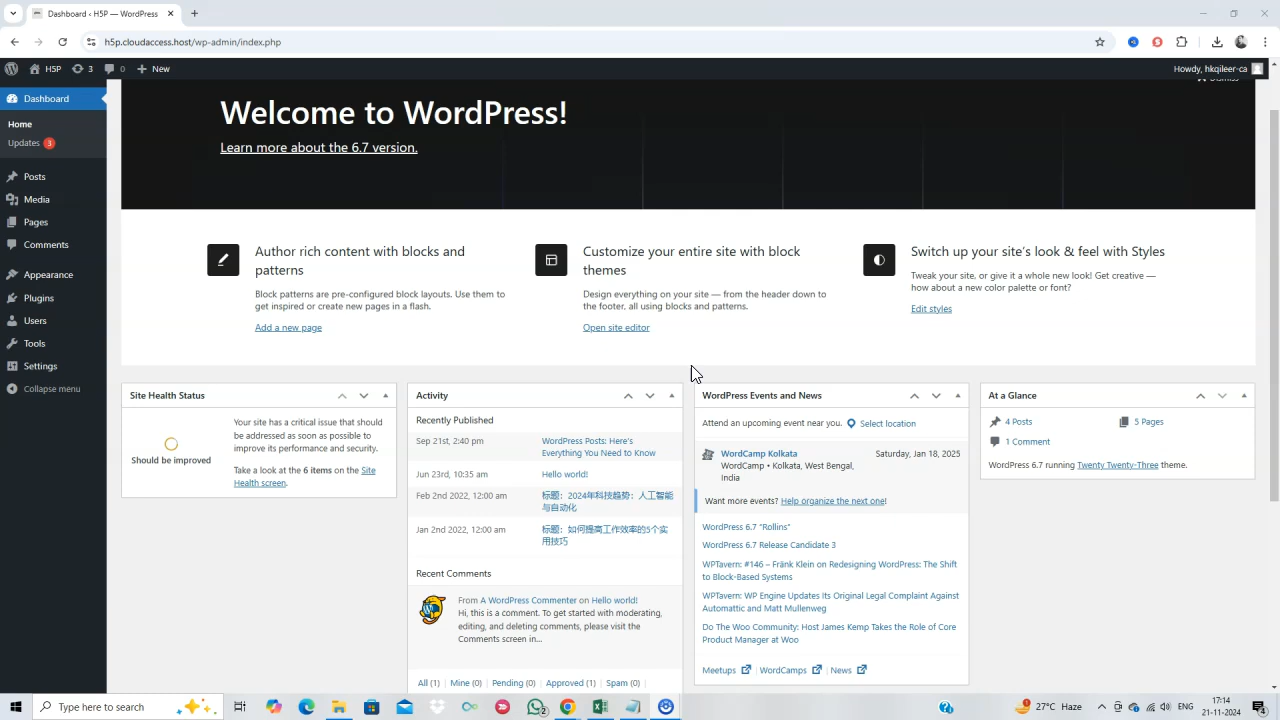 Dashboard ‹ H5P — WordPress
h5p.cloudaccess.host/wp-admin/index.php
H5P
3
0
New
Howdy, hkqileer-ca
Dashboard
Home
Updates 3
Posts
Media
Pages
Comments
Appearance
Plugins
Users
Tools
Settings
Collapse menu
Welcome to WordPress!
Learn more about the 6.7 version.
Author rich content with blocks and
patterns
Block patterns are pre-configured block layouts. Use them to
get inspired or create new pages in a flash.
Add a new page
Customize your entire site with block
themes
Design everything on your site — from the header down to
the footer, all using blocks and patterns.
Open site editor
Switch up your site's look & feel with Styles
Tweak your site, or give it a whole new look! Get creative —
how about a new color palette or font?
Edit styles
Site Health Status
Should be improved
Your site has a critical issue that should
be addressed as soon as possible to
improve its performance and security.
Take a look at the 6 items on the Site
Health screen.
Activity
Recently Published
Sep 21st, 2:40 pm
WordPress Posts: Here's
Everything You Need to Know
Jun 23rd, 10:35 am
Hello world!
Feb 2nd 2022, 12:00 am
标题：2024年科技趋势：人工智能
与自动化
Jan 2nd 2022, 12:00 am
标题：如何提高工作效率的5个实
用技巧
Recent Comments
From A WordPress Commenter on Hello world!
Hi, this is a comment. To get started with moderating,
editing, and deleting comments, please visit the
Comments screen in...
All (1) | Mine (0) | Pending (0) | Approved (1) | Spam (0) |
WordPress Events and News
Attend an upcoming event near you. Select location
WordCamp Kolkata
Saturday, Jan 18, 2025
WordCamp • Kolkata, West Bengal,
India
Want more events? Help organize the next one!
WordPress 6.7 "Rollins"
WordPress 6.7 Release Candidate 3
WPTavern: #146 – Fränk Klein on Redesigning WordPress: The Shift
to Block-Based Systems
WPTavern: WP Engine Updates Its Original Legal Complaint Against
Automattic and Matt Mullenweg
Do The Woo Community: Host James Kemp Takes the Role of Core
Product Manager at Woo
Meetups | WordCamps | News
At a Glance
4 Posts
5 Pages
1 Comment
WordPress 6.7 running Twenty Twenty-Three theme.
Type here to search
2
27°C Haze
ENG
17:14
21-11-2024
4